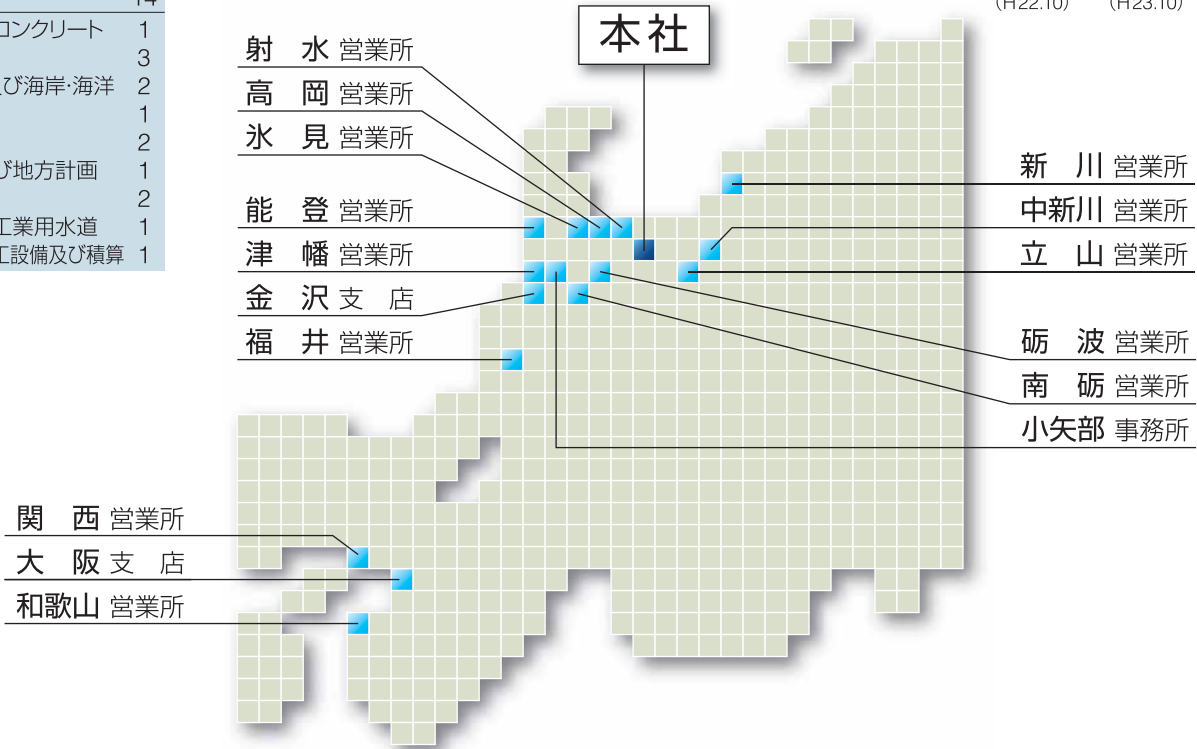 14
コンクリート 1
3
び海岸・海洋 2
1
2
び地方計画 1
2
工業用水道 1
工設備及び積算 1
(H22.10) (H23.10)
本社
射 水 営業所
高 岡 営業所
氷 見 営業所
能 登 営業所
津 幡 営業所
金 沢 支 店
福 井 営業所
新 川 営業所
中新川 営業所
立 山 営業所
砺 波 営業所
南 砺 営業所
小矢部 事務所
関 西 営業所
大 阪 支 店
和歌山 営業所